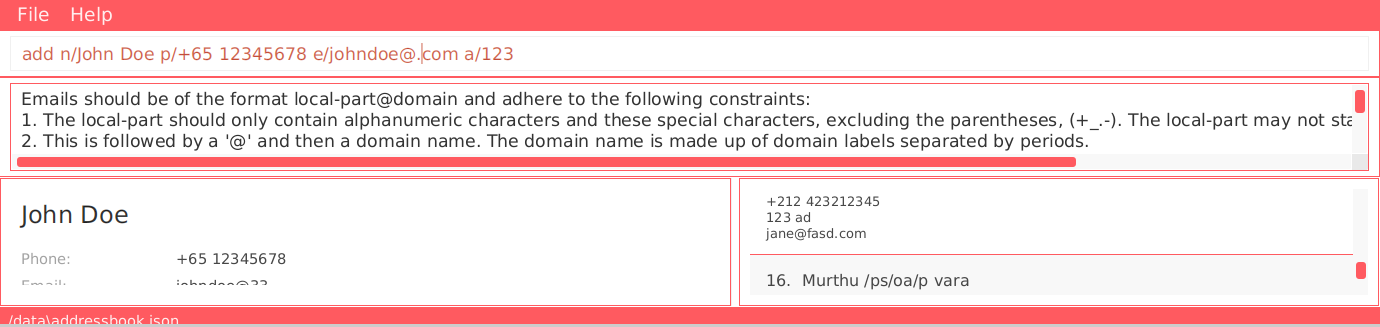 File Help
add n/John Doe p/+65 12345678 e/johndoe@.com a/123
Emails should be of the format local-part@domain and adhere to the following constraints:
1. The local-part should only contain alphanumeric characters and these special characters, excluding the parentheses, (+_.-). The local-part may not sta
2. This is followed by a '@' and then a domain name. The domain name is made up of domain labels separated by periods.
John Doe
Phone: +65 12345678
Email: johndoe@33
+212 423212345
123 ad
jane@fasd.com
16. Murthu /ps/oa/p vara
/data\addressbook.json